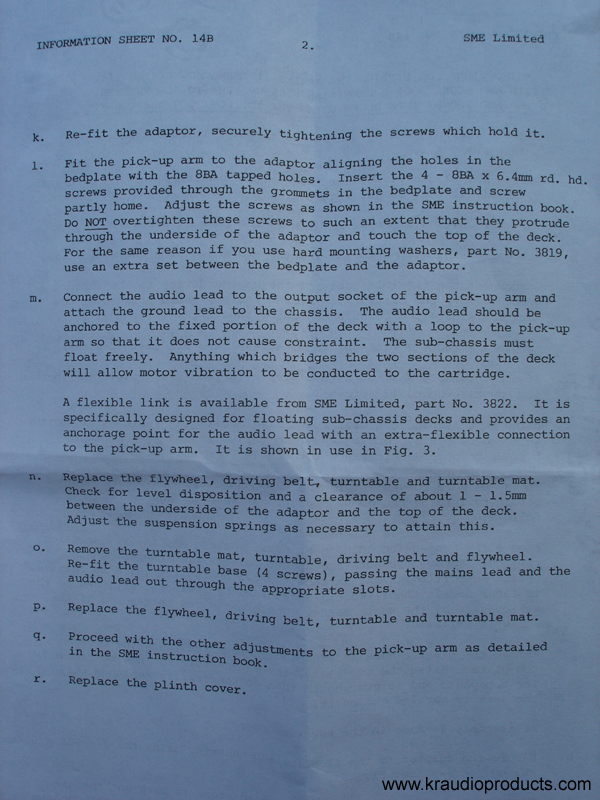 INFORMATION SHEET NO. 14B
2.
SME Limited
k. Re-fit the adaptor, securely tightening the screws which hold it.
l. Fit the pick-up arm to the adaptor aligning the holes in the
bedplate with the 8BA tapped holes. Insert the 4 - 8BA x 6.4mm rd. hd.
screws provided through the grommets in the bedplate and screw
partly home. Adjust the screws as shown in the SME instruction book.
Do NOT overtighten these screws to such an extent that they protrude
through the underside of the adaptor and touch the top of the deck.
For the same reason if you use hard mounting washers, part No. 3819,
use an extra set between the bedplate and the adaptor.
m. Connect the audio lead to the output socket of the pick-up arm and
attach the ground lead to the chassis. The audio lead should be
anchored to the fixed portion of the deck with a loop to the pick-up
arm so that it does not cause constraint. The sub-chassis must
float freely. Anything which bridges the two sections of the deck
will allow motor vibration to be conducted to the cartridge.
A flexible link is available from SME Limited, part No. 3822. It is
specifically designed for floating sub-chassis decks and provides an
anchorage point for the audio lead with an extra-flexible connection
to the pick-up arm. It is shown in use in Fig. 3.
n. Replace the flywheel, driving belt, turntable and turntable mat.
Check for level disposition and a clearance of about 1 - 1.5mm
between the underside of the adaptor and the top of the deck.
Adjust the suspension springs as necessary to attain this.
o. Remove the turntable mat, turntable, driving belt and flywheel.
Re-fit the turntable base (4 screws), passing the mains lead and the
audio lead out through the appropriate slots.
p. Replace the flywheel, driving belt, turntable and turntable mat.
q. Proceed with the other adjustments to the pick-up arm as detailed
in the SME instruction book.
r. Replace the plinth cover.
www.kraudioproducts.com